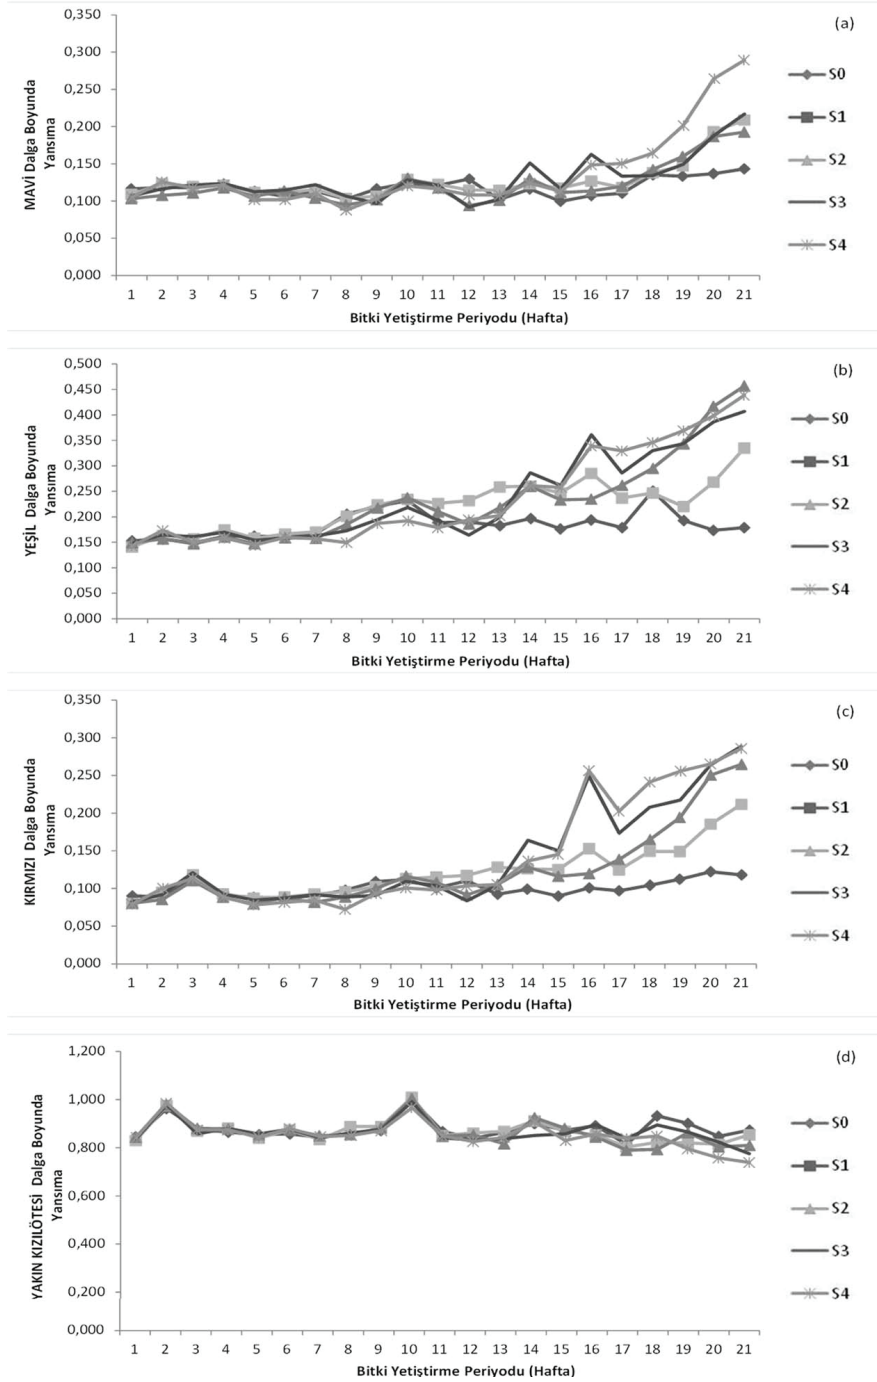 (a)
MAVİ Dalga Boyunda
Yansıma
0,350
0,300
0,250
0,200
0,150
0,100
0,050
0,000
1 2 3 4 5 6 7 8 9 10 11 12 13 14 15 16 17 18 19 20 21
Bitki Yetiştirme Periyodu (Hafta)
S0
S1
S2
S3
S4
(b)
YEŞİL Dalga Boyunda
Yansıma
0,500
0,450
0,400
0,350
0,300
0,250
0,200
0,150
0,100
0,050
0,000
1 2 3 4 5 6 7 8 9 10 11 12 13 14 15 16 17 18 19 20 21
Bitki Yetiştirme Periyodu (Hafta)
S0
S1
S2
S3
S4
(c)
KIRMIZI Dalga Boyunda
Yansıma
0,350
0,300
0,250
0,200
0,150
0,100
0,050
0,000
1 2 3 4 5 6 7 8 9 10 11 12 13 14 15 16 17 18 19 20 21
Bitki Yetiştirme Periyodu (Hafta)
S0
S1
S2
S3
S4
(d)
YAKIN KIZILÖTESİ Dalga Boyunda
Yansıma
1,200
1,000
0,800
0,600
0,400
0,200
0,000
1 2 3 4 5 6 7 8 9 10 11 12 13 14 15 16 17 18 19 20 21
Bitki Yetiştirme Periyodu (Hafta)
S0
S1
S2
S3
S4